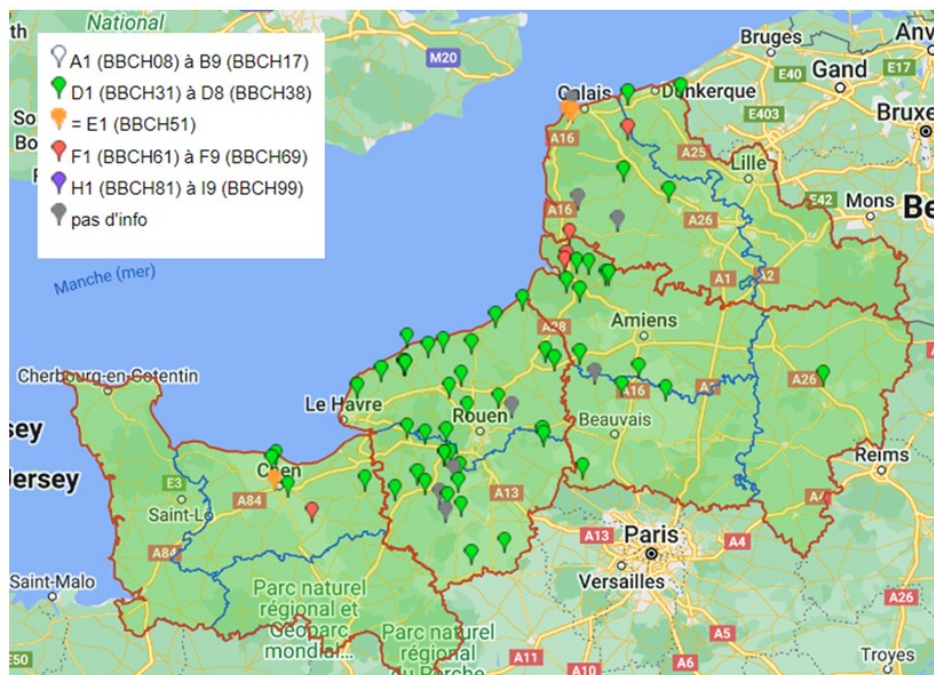 A1 (BBCH08) à B9 (BBCH17)
D1 (BBCH31) à D8 (BBCH38)
= E1 (BBCH51)
F1 (BBCH61) à F9 (BBCH69)
H1 (BBCH81) à I9 (BBCH99)
pas d'info
National
M20
Bruges
Anv
E40
E17
Gand
Calais
Dunkerque
E403
Bruxe
A16
A25
Lille
E42
Mons
Be
A16
A26
A1
A2
Manche (mer)
A28
Amiens
Cherbourg-en-Cotentin
Le Havre
A26
A16
Rouen
Beauvais
Reims
sey
Jersey
Caen
E3
A84
A13
A4
Saint-Lô
A84
Paris
A13
A4
Versailles
Saint-Malo
Parc naturel
régional et
Géoparc
mondial...
Parc naturel
régional
du Perche
A26
A5
A11
A6
A10
E50
Troyes